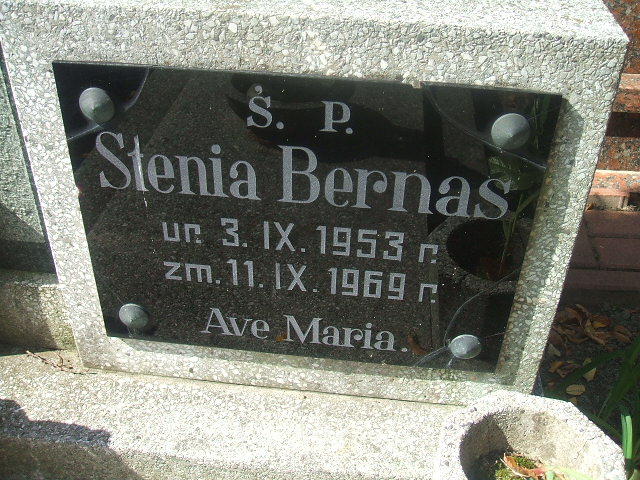 Ś. P.
Stenia Bernas
ur. 3. IX. 1953 r.
zm. 11. IX. 1969 r.
Ave Maria.